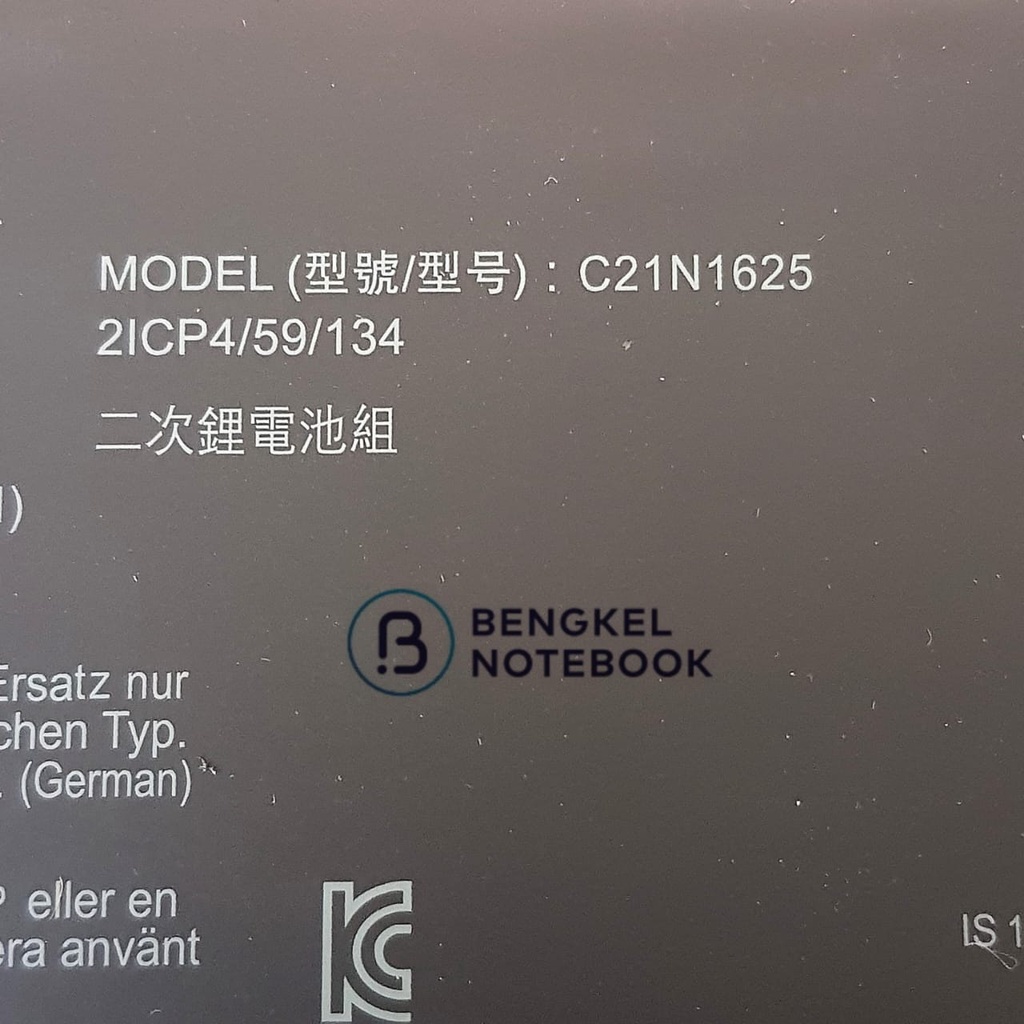 MODEL (型號/型号) : C21N1625
2ICP4/59/134
二次鋰電池組
)
BENGKEL
NOTEBOOK
Ersatz nur
chen Typ.
. (German)
eller en
era använt
IS 1